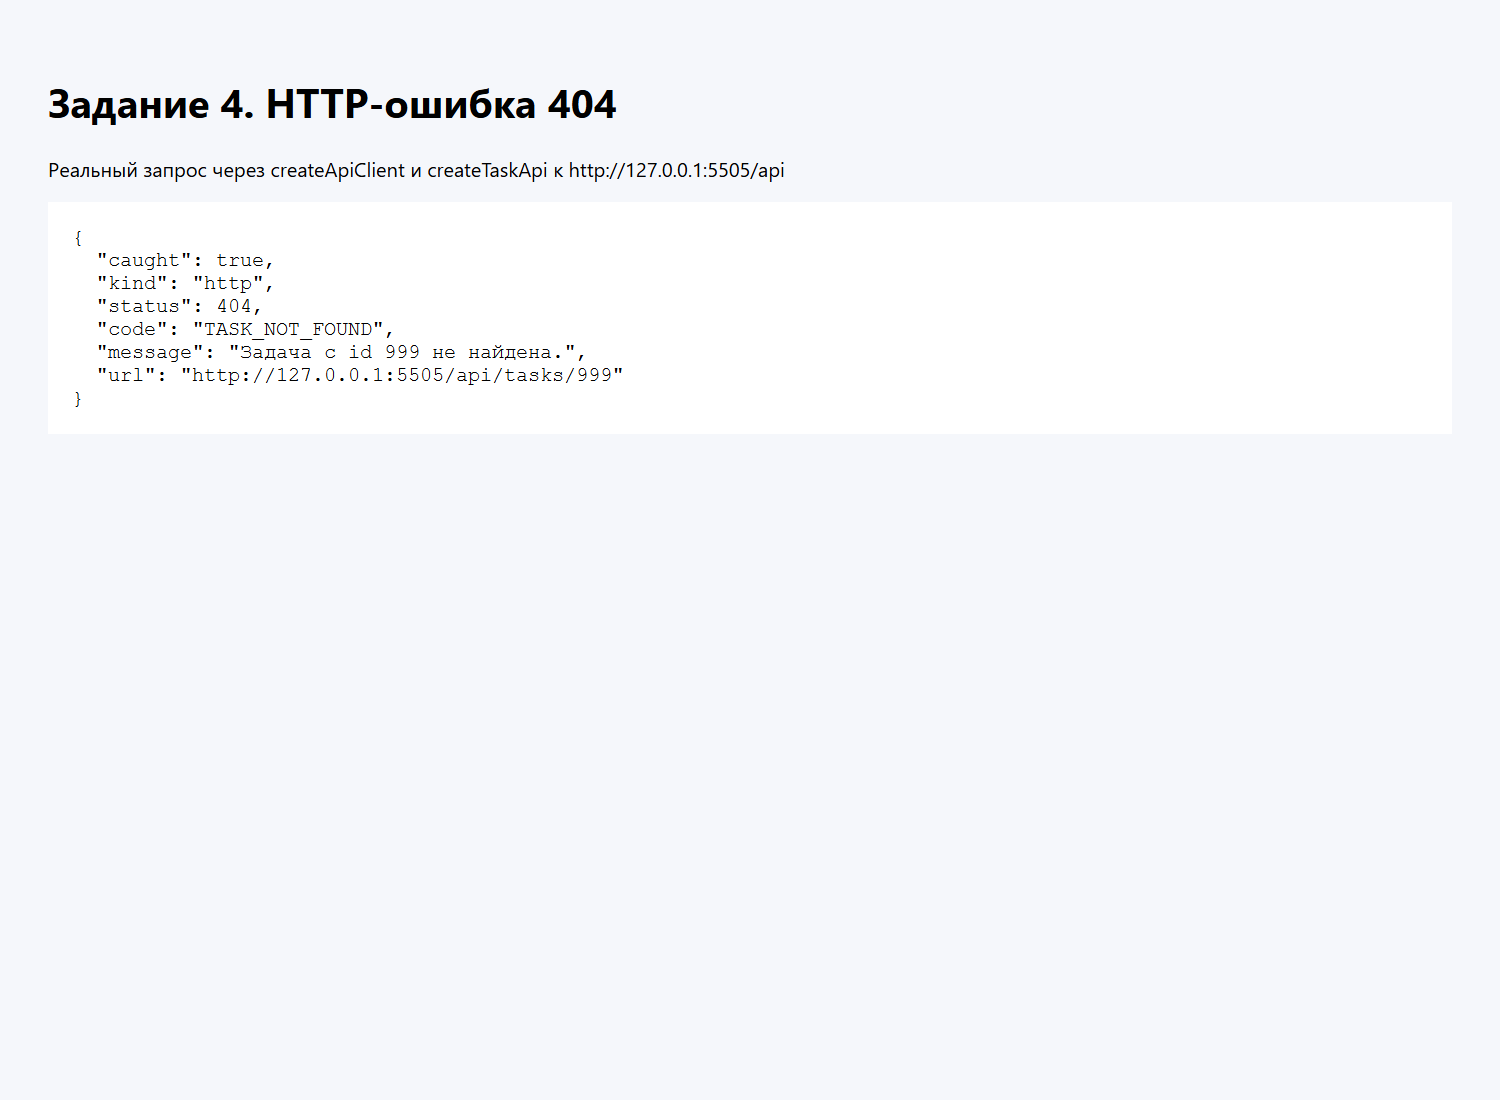 Задание 4. HTTP-ошибка 404
Реальный запрос через createApiClient и createTaskApi к http://127.0.0.1:5505/api
{
  "caught": true,
  "kind": "http",
  "status": 404,
  "code": "TASK_NOT_FOUND",
  "message": "Задача с id 999 не найдена.",
  "url": "http://127.0.0.1:5505/api/tasks/999"
}